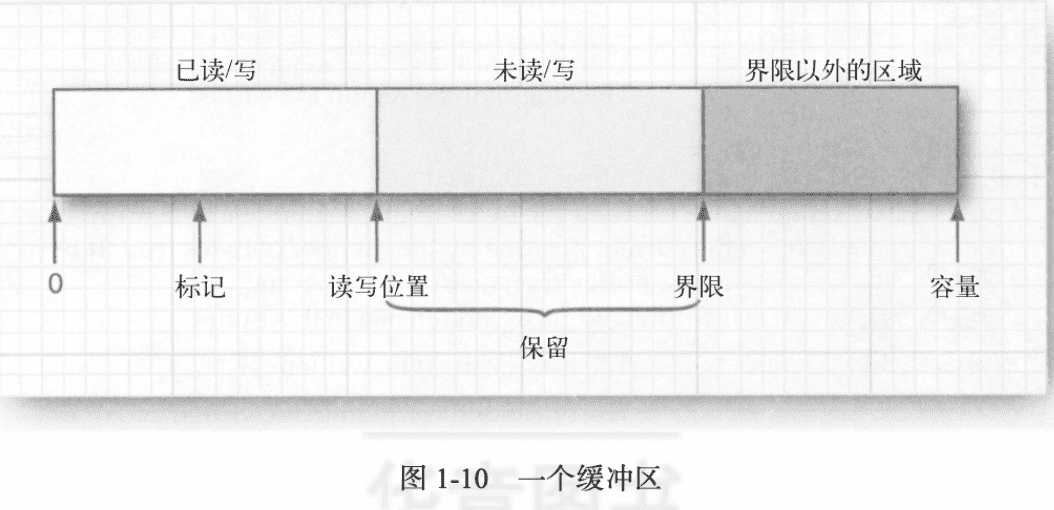 已读/写 未读/写 界限以外的区域
0 标记 读写位置 界限 容量
保留
图 1-10 一个缓冲区